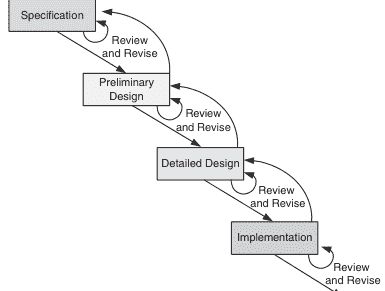 Specification
Review
and Revise
Preliminary
Design
Review
and Revise
Detailed Design
Review
and Revise
Implementation
Review
and Revise